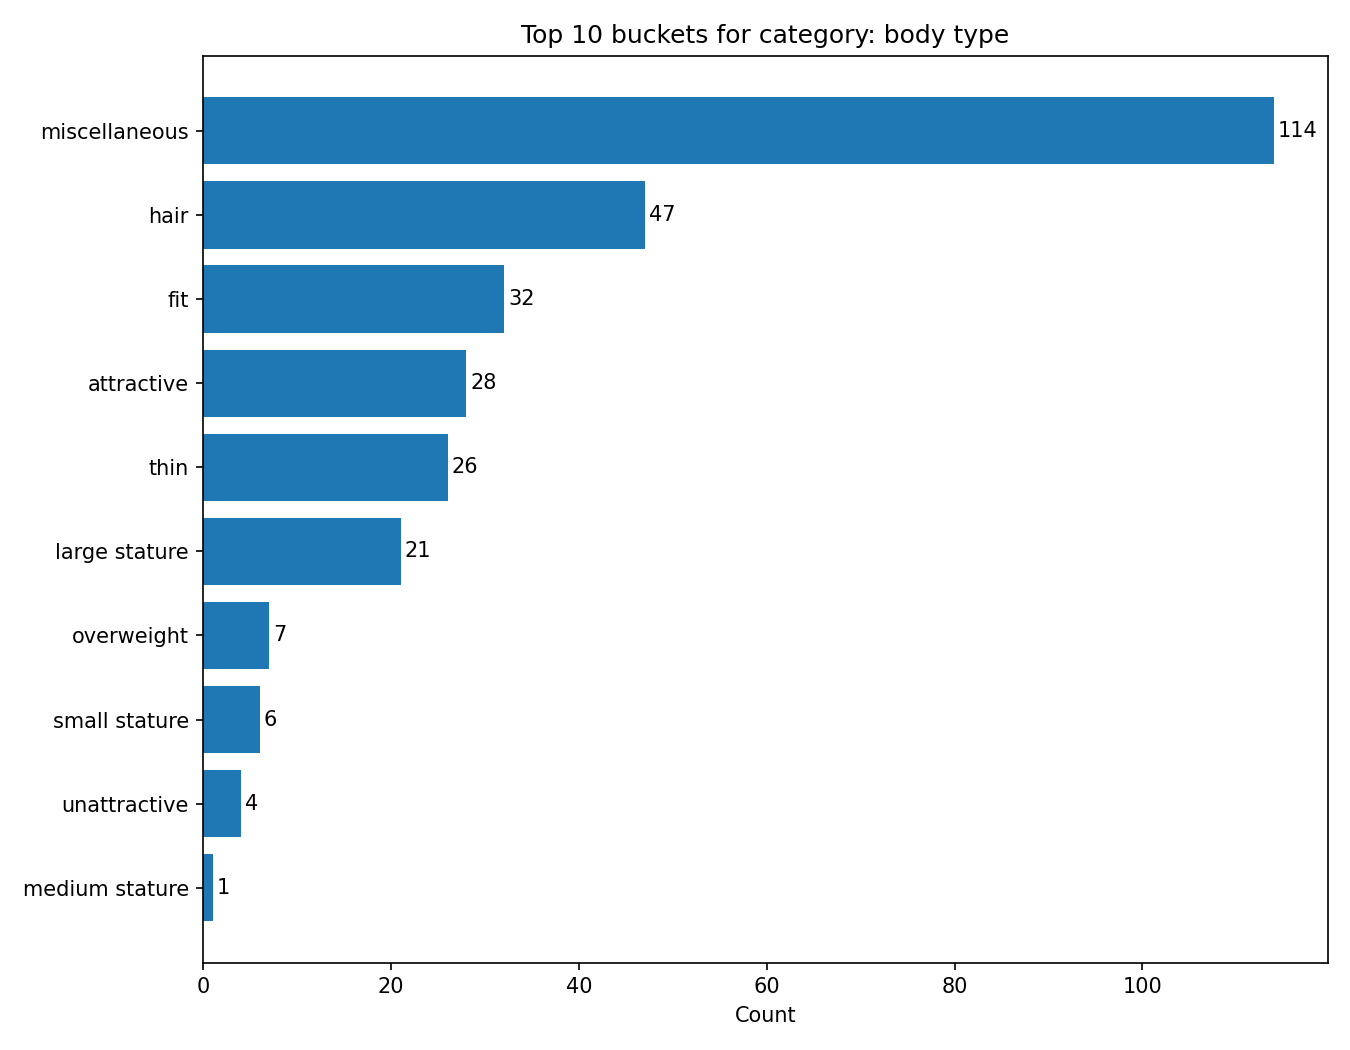 Top 10 buckets for category: body type
miscellaneous 114
hair 47
fit 32
attractive 28
thin 26
large stature 21
overweight 7
small stature 6
unattractive 4
medium stature 1
0 20 40 60 80 100
Count